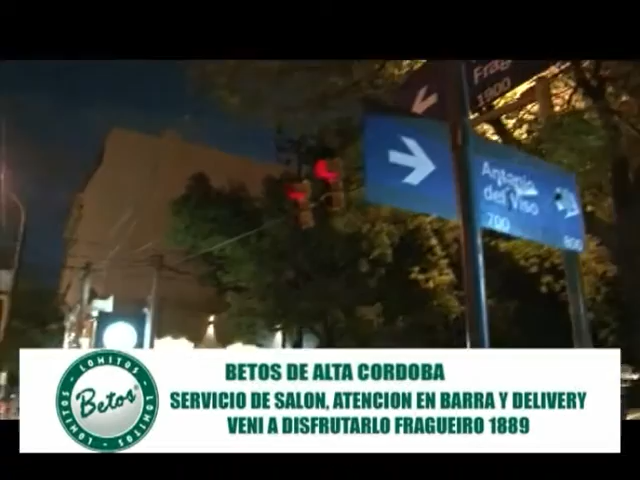 Frag
1900
Antonio
del Viso
700
800
LOMITOS
Betos
LOMITOS
LOMITOS
BETOS DE ALTA CORDOBA
SERVICIO DE SALON, ATENCION EN BARRA Y DELIVERY
VENI A DISFRUTARLO FRAGUEIRO 1889